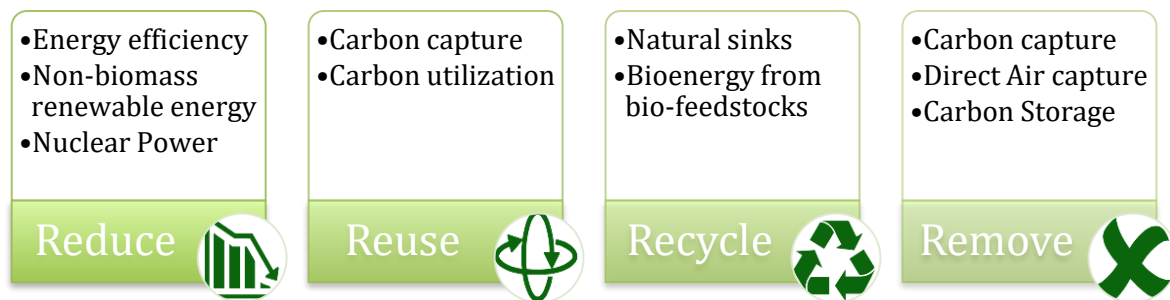 •Energy efficiency
•Non-biomass
renewable energy
•Nuclear Power
Reduce
•Carbon capture
•Carbon utilization
Reuse
•Natural sinks
•Bioenergy from
bio-feedstocks
Recycle
•Carbon capture
•Direct Air capture
•Carbon Storage
Remove